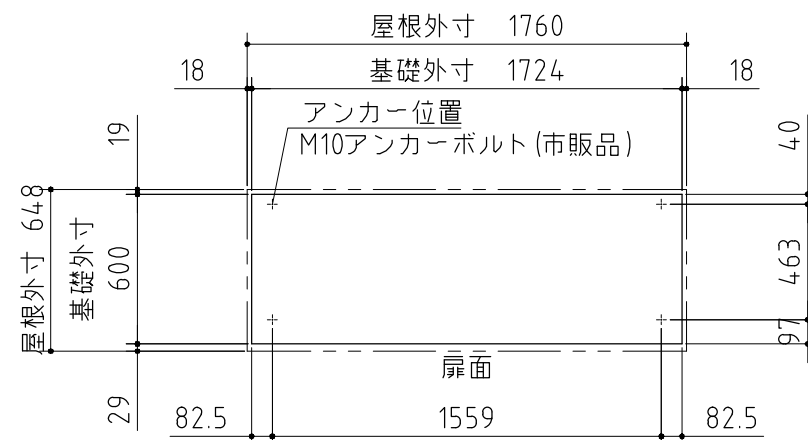 屋根外寸 1760
18 基礎外寸 1724 18
アンカー位置
M10アンカーボルト(市販品)
19
40
屋根外寸 648
基礎外寸
600
463
97
扉面
29
82.5 1559 82.5